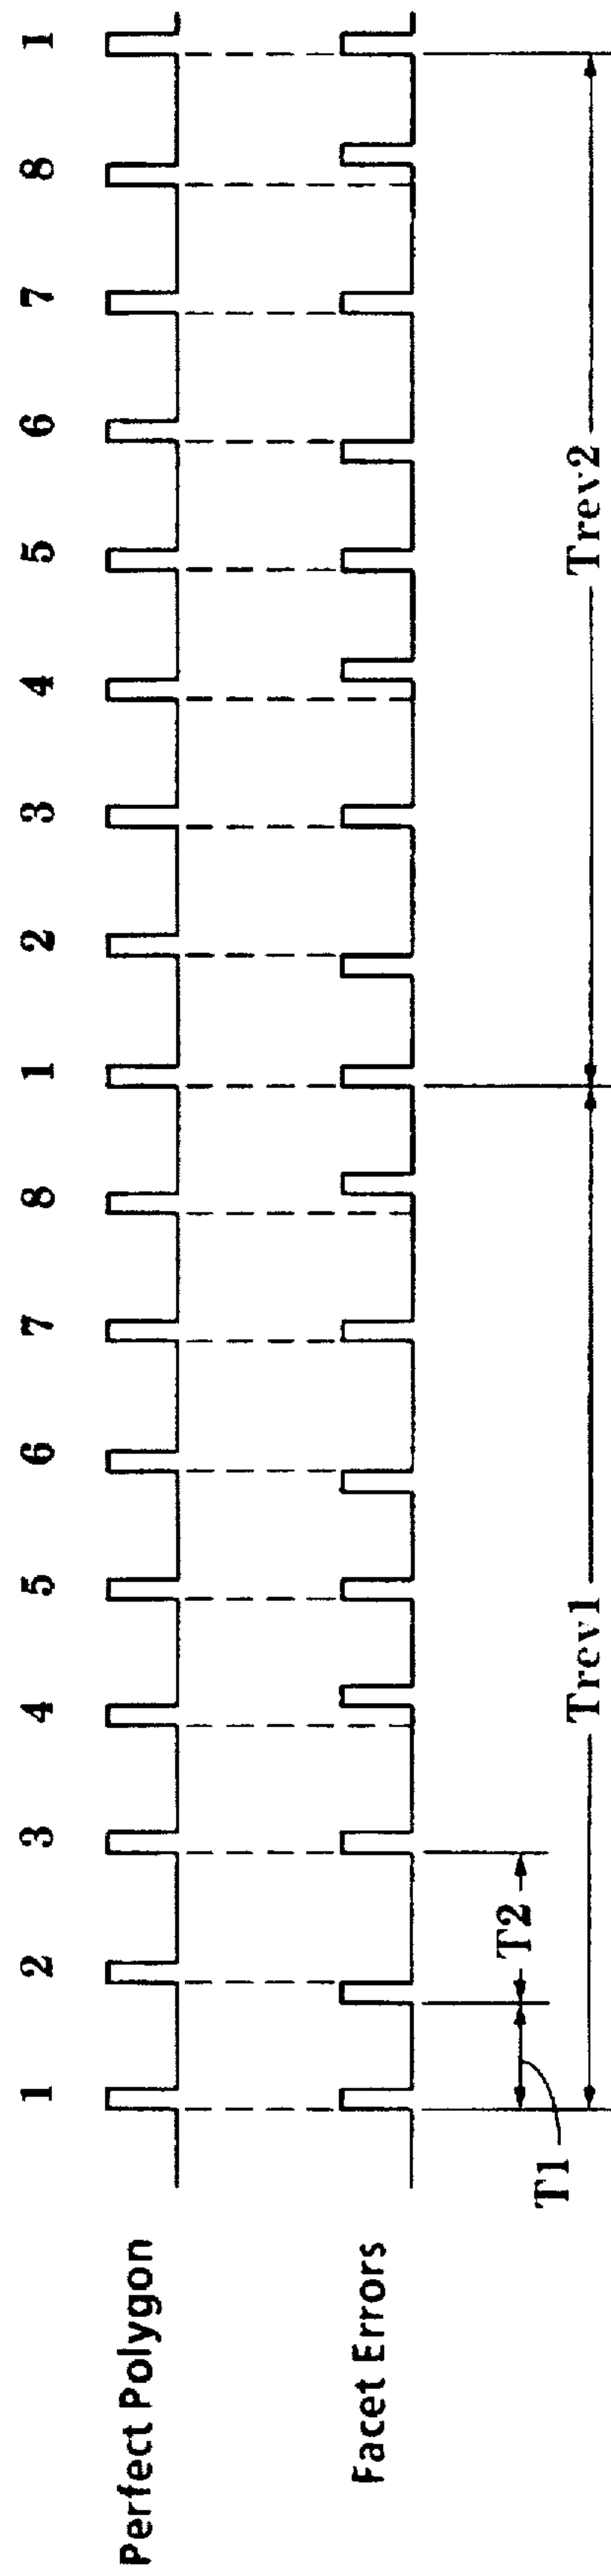 1 2 3 4 5 6 7 8 1 2 3 4 5 6 7 8 1
Perfect Polygon
Facet Errors
T1
T2
Trev1
Trev2